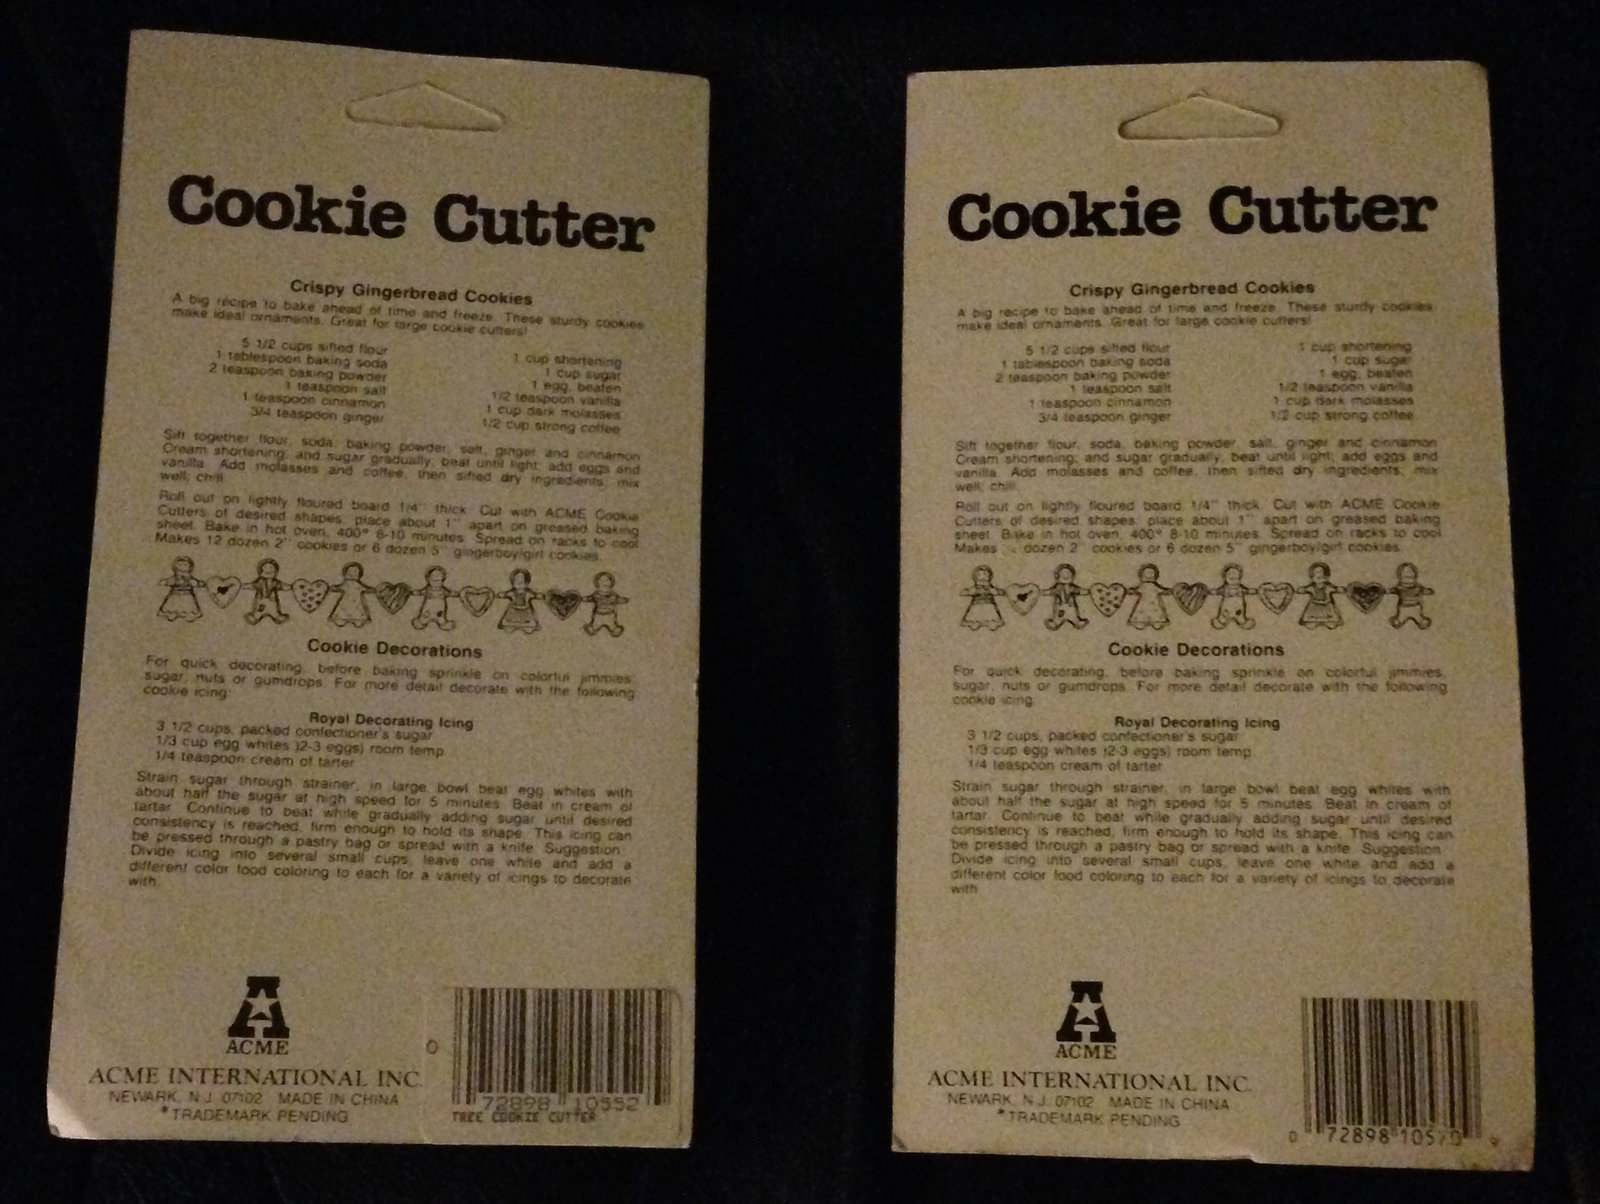 Cookie Cutter
Crispy Gingerbread Cookies
A big recipe to bake ahead of time and freeze. These sturdy cookies
make ideal ornaments. Great for large cookie cutters!
5 1/2 cups sifted flour
1 tablespoon baking soda
2 teaspoon baking powder
1 teaspoon salt
1 teaspoon cinnamon
3/4 teaspoon ginger
1 cup shortening
1 cup sugar
1 egg, beaten
1/2 teaspoon vanilla
1 cup dark molasses
1/2 cup strong coffee
Sift together flour, soda, baking powder, salt, ginger and cinnamon
Cream shortening; and sugar gradually, beat until light; add eggs and
vanilla. Add molasses and coffee, then sifted dry ingredients; mix
well; chill.
Roll out on lightly floured board 1/4" thick. Cut with ACME Cookie
Cutters of desired shapes, place about 1" apart on greased baking
sheet. Bake in hot oven, 400° 8-10 minutes. Spread on racks to cool
Makes 12 dozen 2" cookies or 6 dozen 5" gingerboy/girl cookies.
Cookie Decorations
For quick decorating, before baking sprinkle on colorful jimmies,
sugar, nuts or gumdrops. For more detail decorate with the following
cookie icing:
Royal Decorating Icing
3 1/2 cups, packed confectioner's sugar
1/3 cup egg whites )2-3 eggs) room temp
1/4 teaspoon cream of tarter
Strain sugar through strainer, in large bowl beat egg whites with
about half the sugar at high speed for 5 minutes. Beat in cream of
tartar. Continue to beat while gradually adding sugar until desired
consistency is reached, firm enough to hold its shape. This icing can
be pressed through a pastry bag or spread with a knife. Suggestion:
Divide icing into several small cups, leave one white and add a
different color food coloring to each for a variety of icings to decorate
with.
A
ACME
ACME INTERNATIONAL INC.
NEWARK, N.J. 07102 MADE IN CHINA
*TRADEMARK PENDING
0 72898 10552
TREE COOKIE CUTTER
Cookie Cutter
Crispy Gingerbread Cookies
A big recipe to bake ahead of time and freeze. These sturdy cookies
make ideal ornaments. Great for large cookie cutters!
5 1/2 cups sifted flour
1 tablespoon baking soda
2 teaspoon baking powder
1 teaspoon salt
1 teaspoon cinnamon
3/4 teaspoon ginger
1 cup shortening
1 cup sugar
1 egg, beaten
1/2 teaspoon vanilla
1 cup dark molasses
1/2 cup strong coffee
Sift together flour, soda, baking powder, salt, ginger and cinnamon
Cream shortening; and sugar gradually, beat until light; add eggs and
vanilla. Add molasses and coffee, then sifted dry ingredients; mix
well; chill.
Roll out on lightly floured board 1/4" thick. Cut with ACME Cookie
Cutters of desired shapes, place about 1" apart on greased baking
sheet. Bake in hot oven, 400° 8-10 minutes. Spread on racks to cool
Makes dozen 2" cookies or 6 dozen 5" gingerboy/girl cookies.
Cookie Decorations
For quick decorating, before baking sprinkle on colorful jimmies,
sugar, nuts or gumdrops. For more detail decorate with the following
cookie icing:
Royal Decorating Icing
3 1/2 cups, packed confectioner's sugar
1/3 cup egg whites )2-3 eggs) room temp
1/4 teaspoon cream of tarter
Strain sugar through strainer, in large bowl beat egg whites with
about half the sugar at high speed for 5 minutes. Beat in cream of
tartar. Continue to beat while gradually adding sugar until desired
consistency is reached, firm enough to hold its shape. This icing can
be pressed through a pastry bag or spread with a knife. Suggestion:
Divide icing into several small cups, leave one white and add a
different color food coloring to each for a variety of icings to decorate
with.
A
ACME
ACME INTERNATIONAL INC.
NEWARK, N.J. 07102 MADE IN CHINA
*TRADEMARK PENDING
0 72898 10570 9